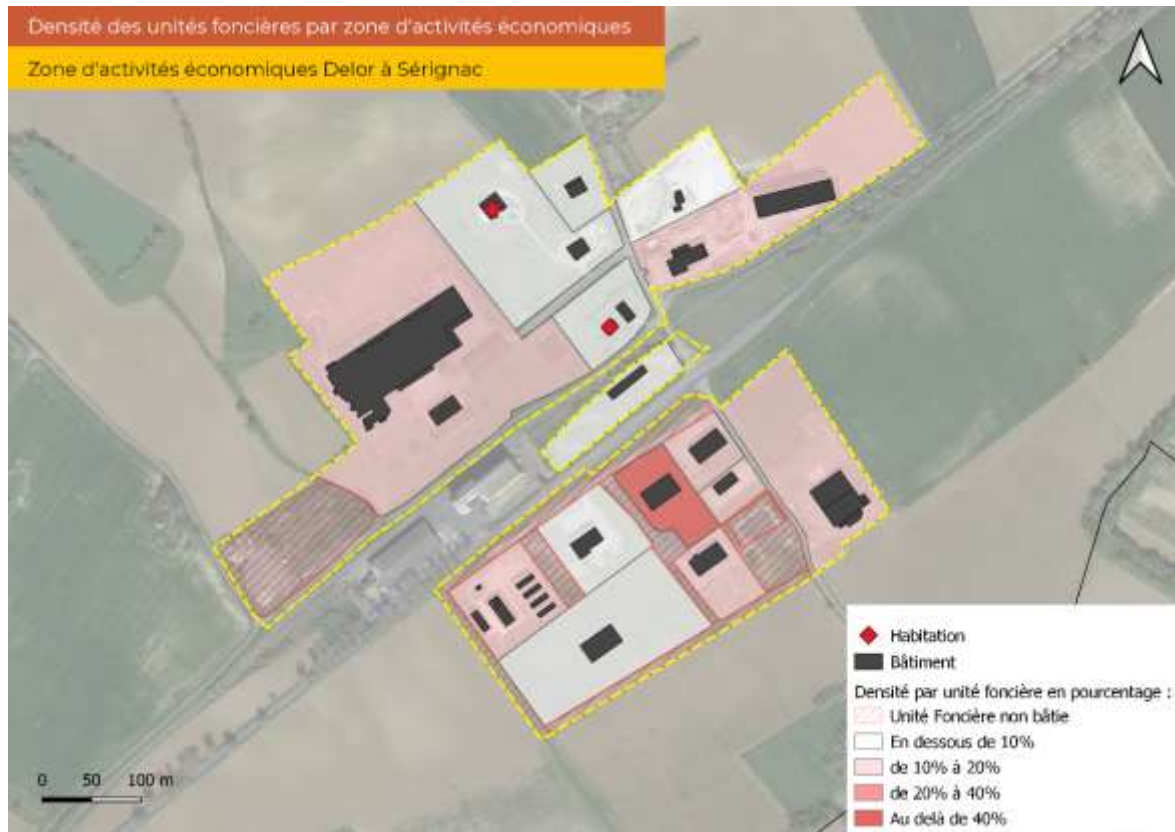 Densité des unités foncières par zone d'activités économiques
Zone d'activités économiques Delor à Sérignac
Habitation
Bâtiment
Densité par unité foncière en pourcentage :
Unité Foncière non bâtie
En dessous de 10%
de 10% à 20%
de 20% à 40%
Au delà de 40%
0 50 100 m